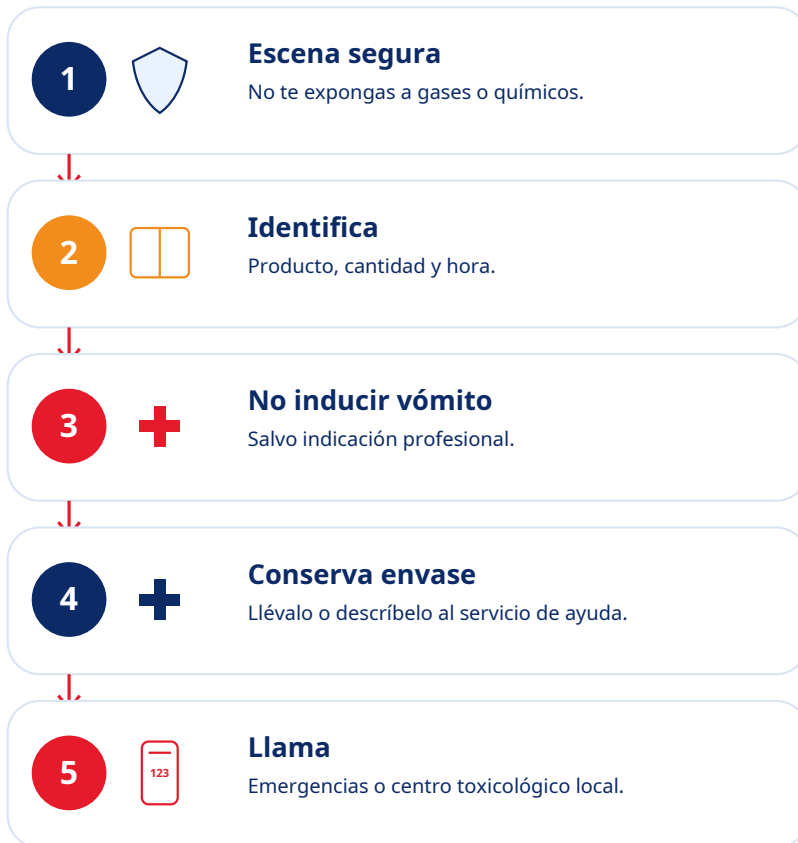 1
Escena segura
No te expongas a gases o químicos.
2
Identifica
Producto, cantidad y hora.
3
No inducir vómito
Salvo indicación profesional.
4
Conserva envase
Llévalo o descríbelo al servicio de ayuda.
5
123
Llama
Emergencias o centro toxicológico local.